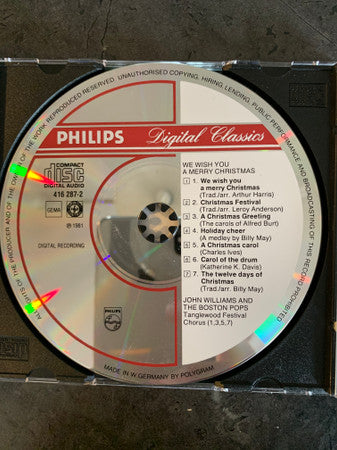 ALL RIGHTS OF THE PRODUCER AND OF THE OWNER OF THE WORK REPRODUCED RESERVED. UNAUTHORISED COPYING, HIRING, LENDING, PUBLIC PERFORMANCE AND BROADCASTING OF THIS RECORD PROHIBITED
PHILIPS
Digital Classics
COMPACT
disc
DIGITAL AUDIO
416 287-2
GEMA
℗ 1981
DIGITAL RECORDING
PHILIPS
WE WISH YOU
A MERRY CHRISTMAS
1. We wish you
a merry Christmas
(Trad./arr. Arthur Harris)
2. Christmas Festival
(Trad./arr. Leroy Anderson)
3. A Christmas Greeting
(The carols of Alfred Burt)
4. Holiday cheer
(A medley by Billy May)
5. A Christmas carol
(Charles Ives)
6. Carol of the drum
(Katherine K. Davis)
7. The twelve days of
Christmas
(Trad./arr. Billy May)
JOHN WILLIAMS AND
THE BOSTON POPS
Tanglewood Festival
Chorus (1,3,5,7)
MADE IN W. GERMANY BY POLYGRAM